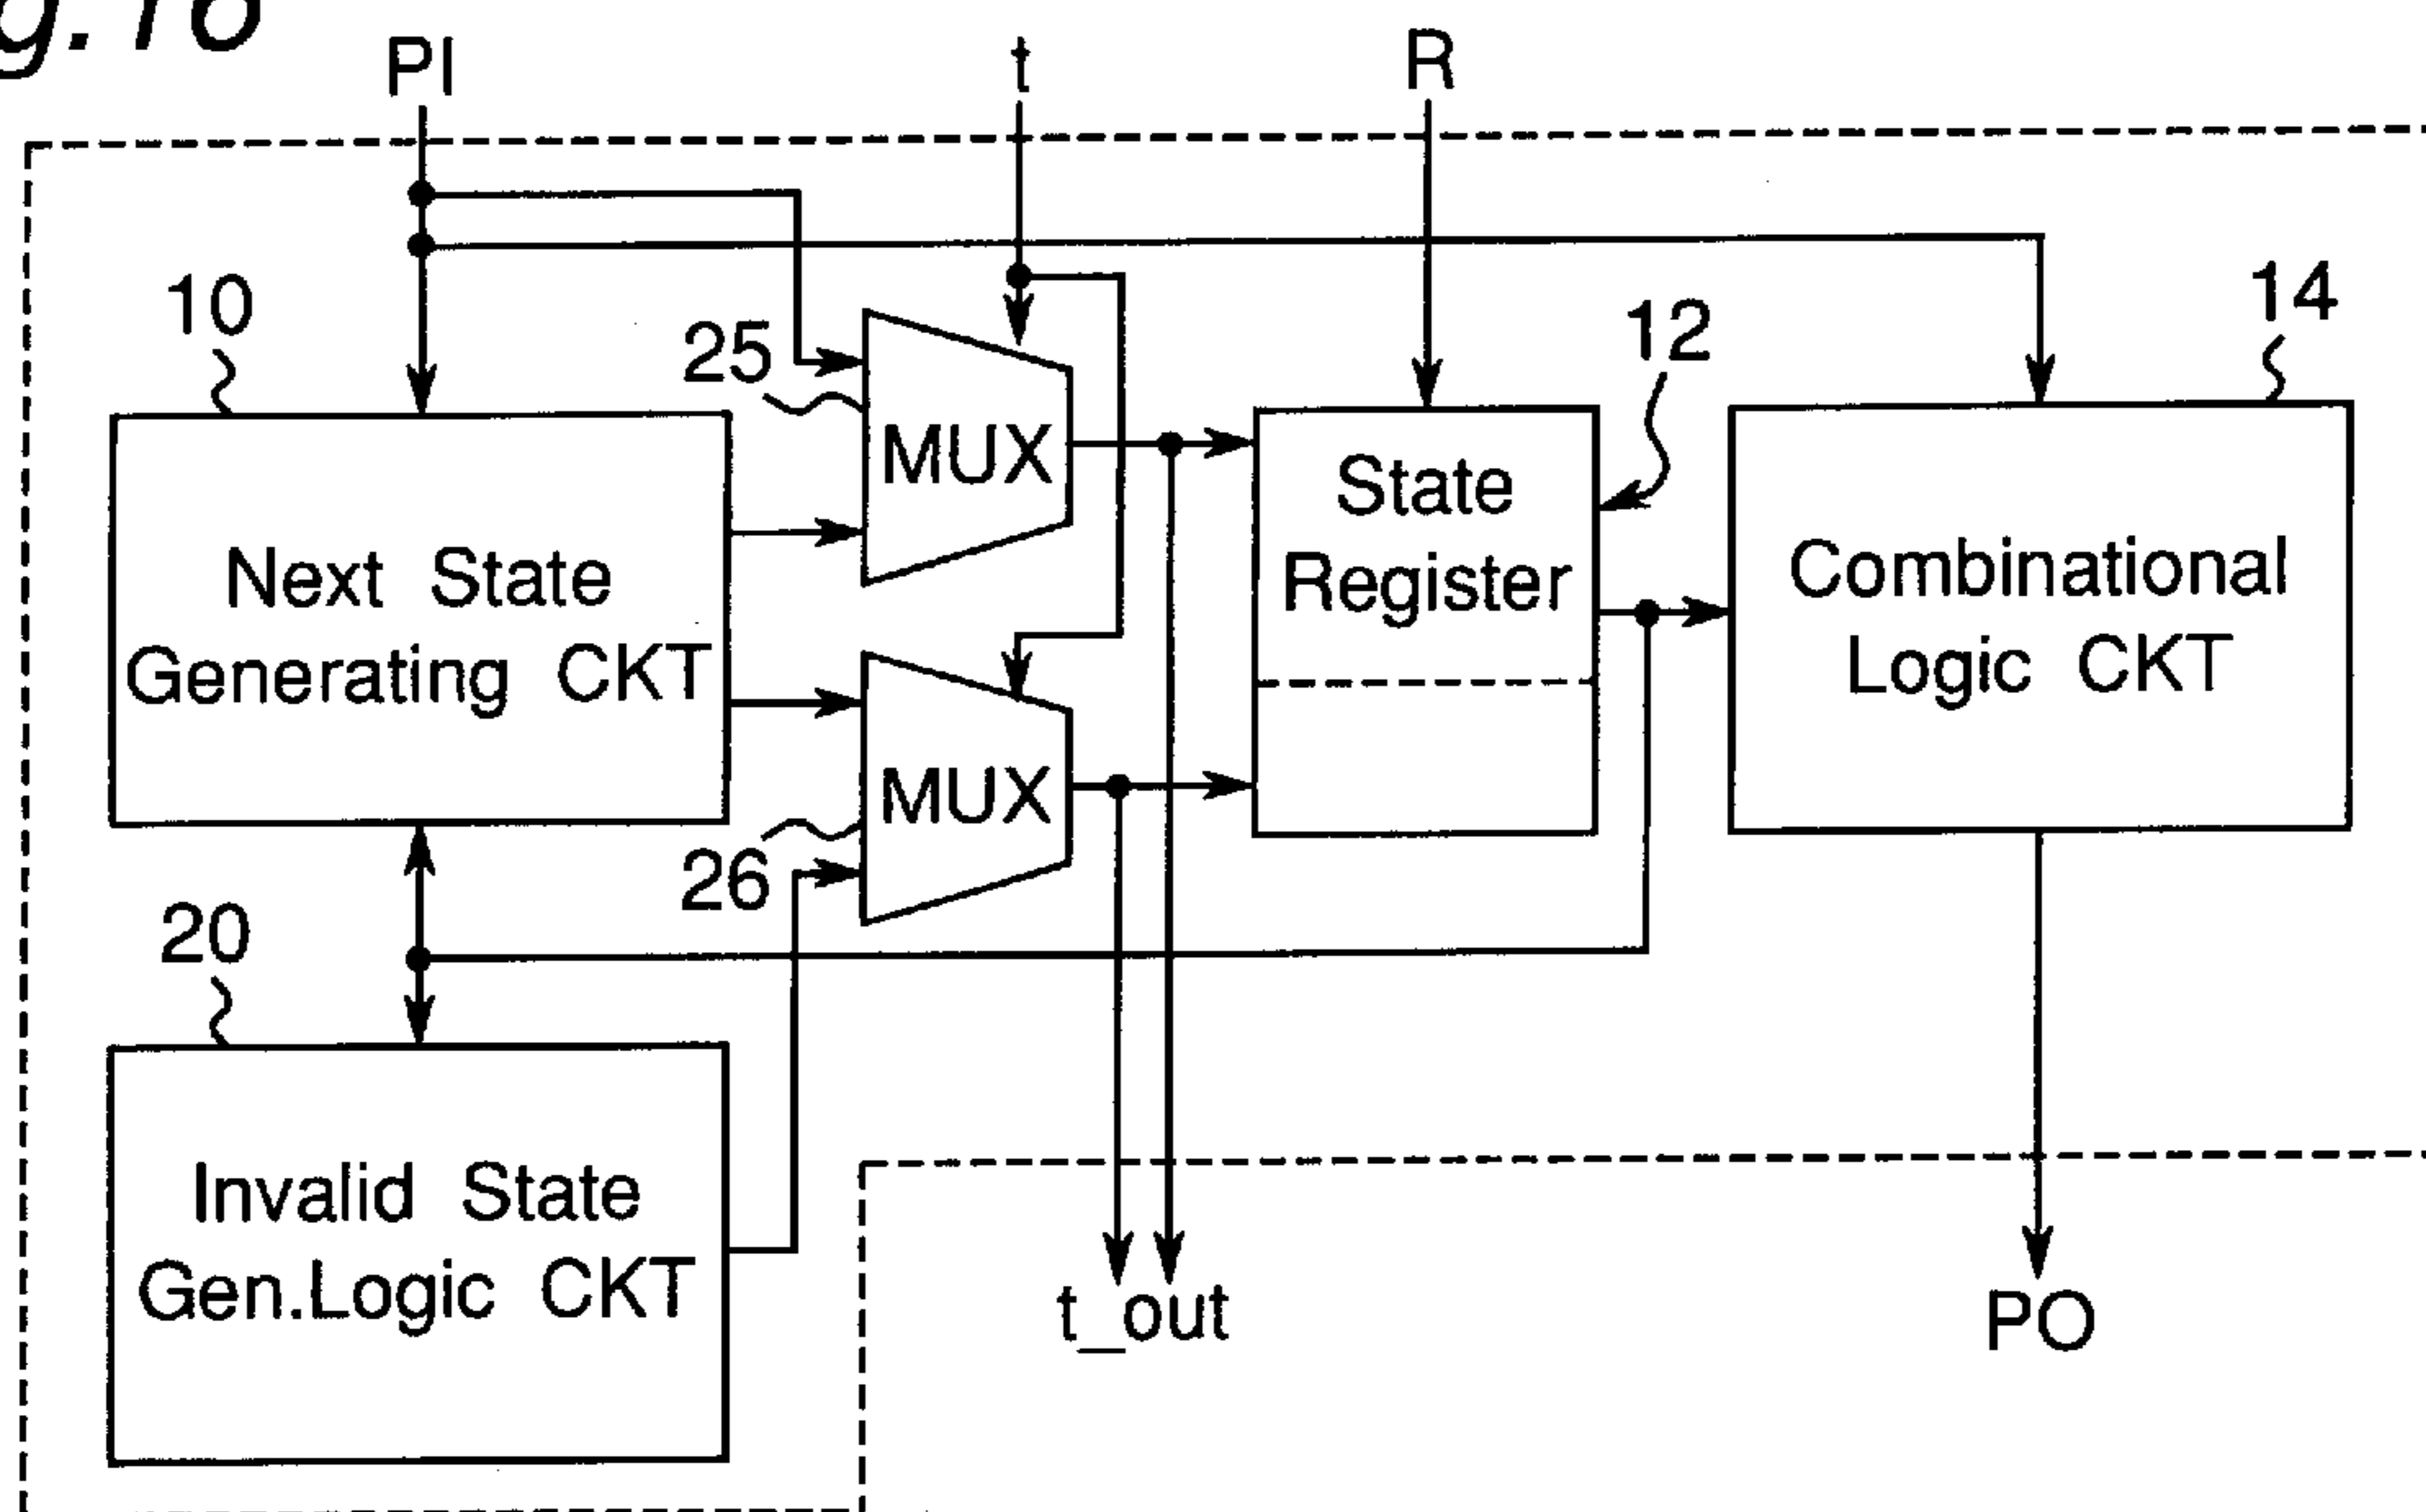 g.18
PI
t
R
10
25
12
14
MUX
State
Register
Next State
Generating CKT
Combinational
Logic CKT
MUX
26
20
Invalid State
Gen.Logic CKT
t_out
PO